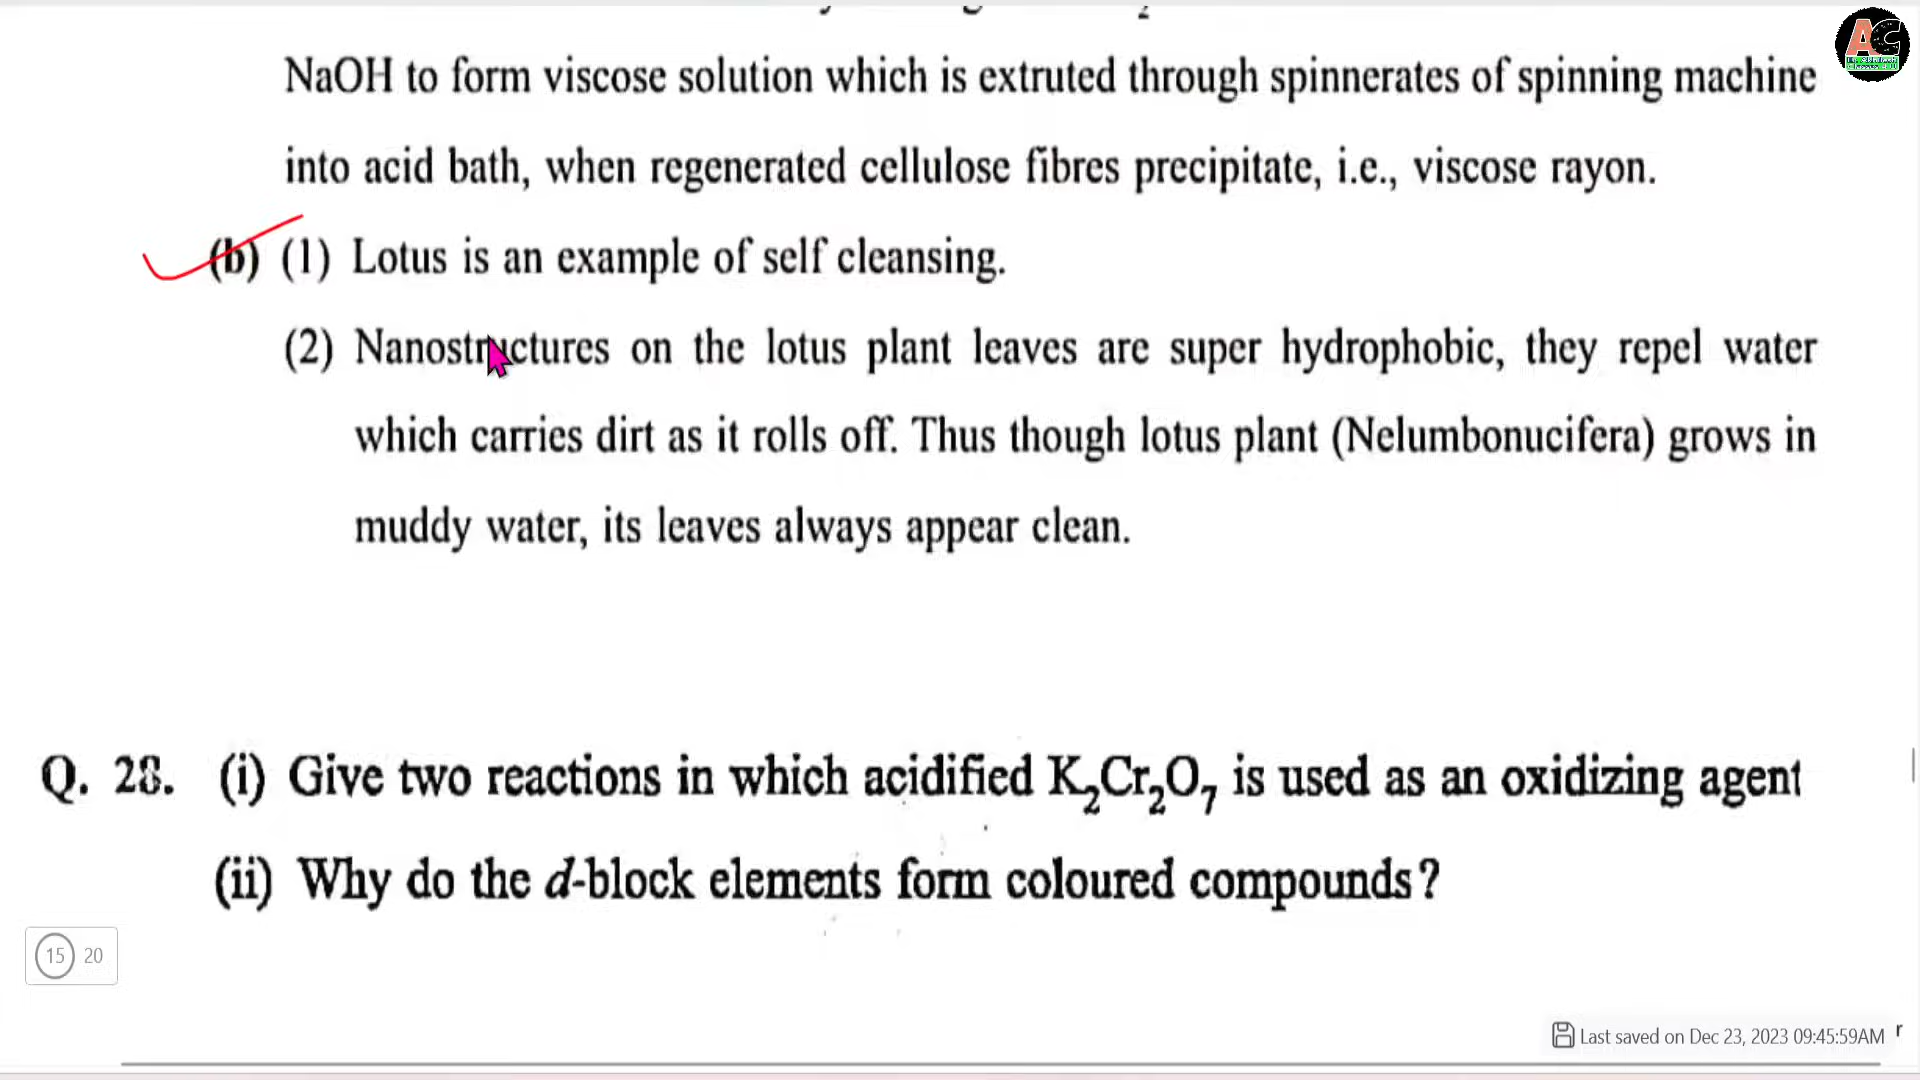 NaOH to form viscose solution which is extruted through spinnerates of spinning machine
into acid bath, when regenerated cellulose fibres precipitate, i.e., viscose rayon.
(b) (1) Lotus is an example of self cleansing.
(2) Nanostructures on the lotus plant leaves are super hydrophobic, they repel water
which carries dirt as it rolls off. Thus though lotus plant (Nelumbonucifera) grows in
muddy water, its leaves always appear clean.
Q. 28. (i) Give two reactions in which acidified K₂Cr₂O₇ is used as an oxidizing agent
(ii) Why do the d-block elements form coloured compounds?
15 20
Last saved on Dec 23, 2023 09:45:59AM
AC